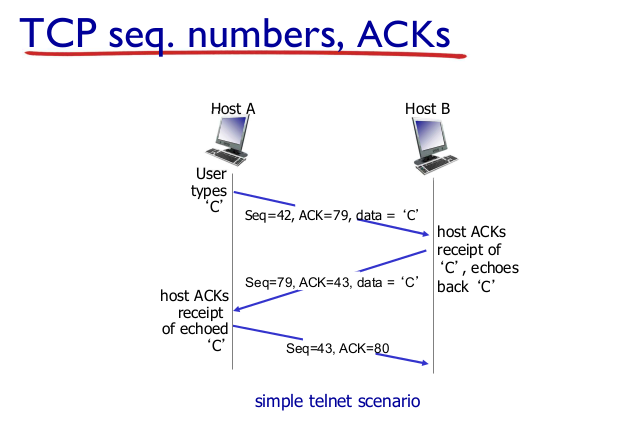 TCP seq. numbers, ACKs
Host A
Host B
User
types
‘C’
Seq=42, ACK=79, data = ‘C’
host ACKs
receipt of
‘C’, echoes
back ‘C’
Seq=79, ACK=43, data = ‘C’
host ACKs
receipt
of echoed
‘C’
Seq=43, ACK=80
simple telnet scenario